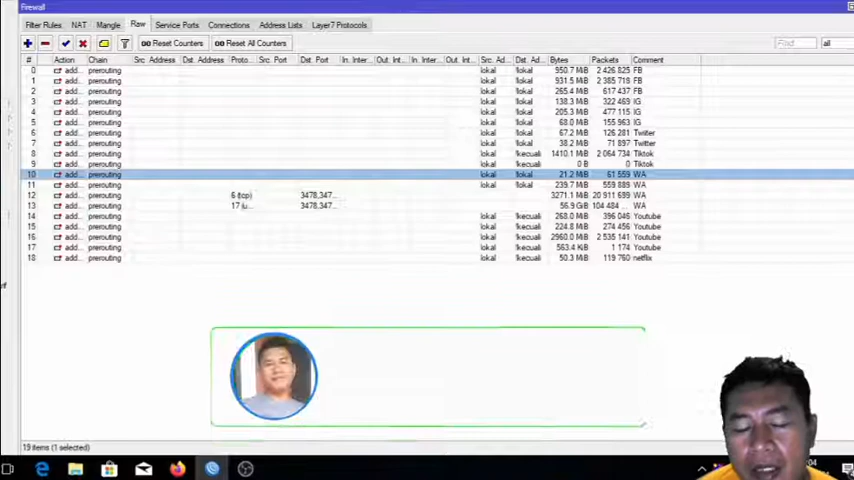 Firewall
Filter Rules NAT Mangle Raw Service Ports Connections Address Lists Layer7 Protocols
Reset Counters Reset All Counters Find all
# Action Chain Src. Address Dst. Address Proto... Src. Port Dst. Port In. Inter... Out. Int... In. Inter... Out. Int... Src. Ad... Dst. Ad... Bytes Packets Comment
0 add... prerouting lokal !lokal 950.7 MiB 2 426 825 FB
1 add... prerouting lokal !lokal 931.5 MiB 2 385 718 FB
2 add... prerouting lokal !lokal 265.4 MiB 617 437 FB
3 add... prerouting lokal !lokal 138.3 MiB 322 469 IG
4 add... prerouting lokal !lokal 205.3 MiB 477 115 IG
5 add... prerouting lokal !lokal 68.0 MiB 155 963 IG
6 add... prerouting lokal !lokal 67.2 MiB 126 281 Twitter
7 add... prerouting lokal !lokal 38.2 MiB 71 897 Twitter
8 add... prerouting lokal !kecuali 1410.1 MiB 2 064 734 Tiktok
9 add... prerouting lokal !kecuali 0 B 0 Tiktok
10 add... prerouting lokal !lokal 21.2 MiB 61 559 WA
11 add... prerouting lokal !lokal 239.7 MiB 559 889 WA
12 add... prerouting 6 (tcp) 3478,347... 3271.1 MiB 20 911 699 WA
13 add... prerouting 17 (u... 3478,347... 56.9 GiB 104 484 ... WA
14 add... prerouting lokal !kecuali 268.0 MiB 396 046 Youtube
15 add... prerouting lokal !kecuali 224.8 MiB 274 456 Youtube
16 add... prerouting lokal !kecuali 2960.0 MiB 2 535 141 Youtube
17 add... prerouting lokal !kecuali 563.4 KiB 1 174 Youtube
18 add... prerouting lokal !kecuali 50.3 MiB 119 760 netflix
19 items (1 selected)